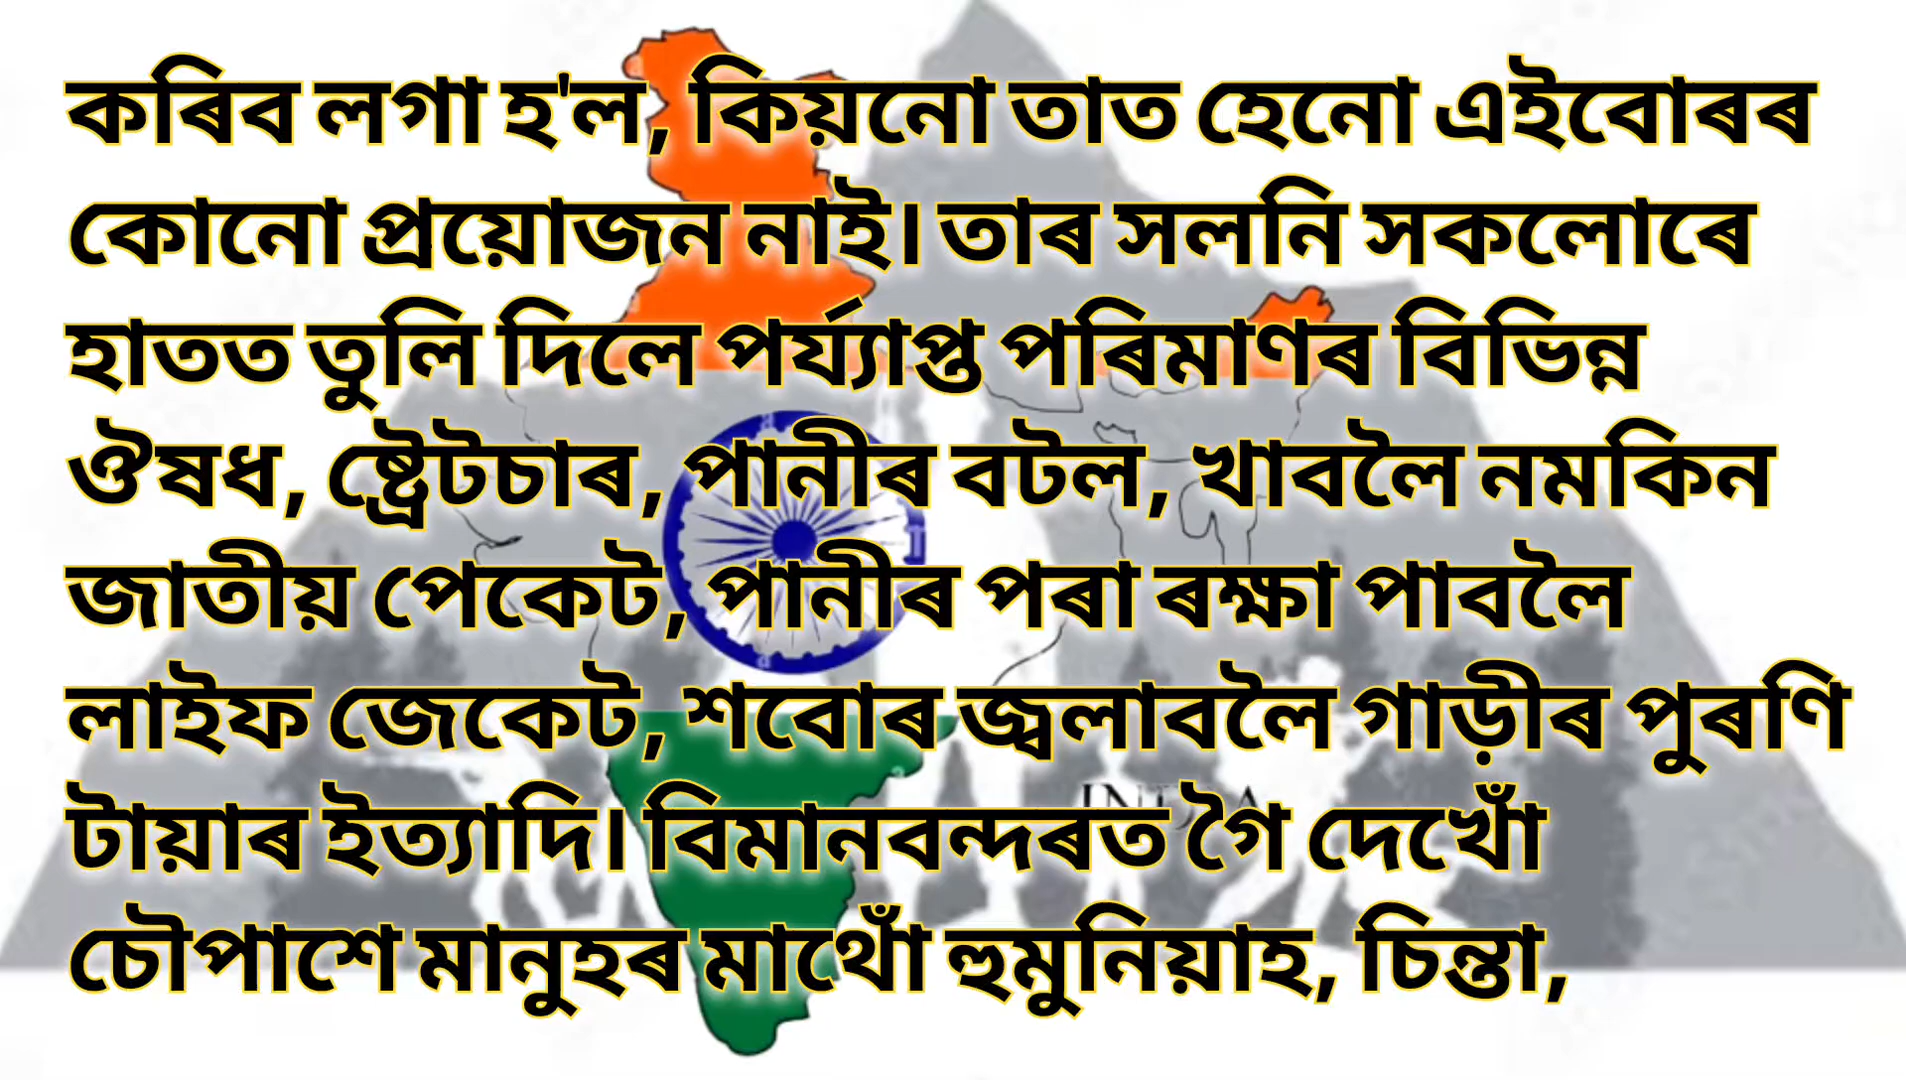 কৰিব লগা হ'ল, কিয়নো তাত হেনো এইবোৰৰ
কোনো প্ৰয়োজন নাই। তাৰ সলনি সকলোৰে
হাতত তুলি দিলে পৰ্য্যাপ্ত পৰিমাণৰ বিভিন্ন
ঔষধ, ষ্ট্ৰেটচাৰ, পানীৰ বটল, খাবলৈ নমকিন
জাতীয় পেকেট, পানীৰ পৰা ৰক্ষা পাবলৈ
লাইফ জেকেট, শবোৰ জ্বলাবলৈ গাড়ীৰ পুৰণি
টায়াৰ ইত্যাদি। বিমানবন্দৰত গৈ দেখোঁ
চৌপাশে মানুহৰ মাথোঁ হুমুনিয়াহ, চিন্তা,
INDIA